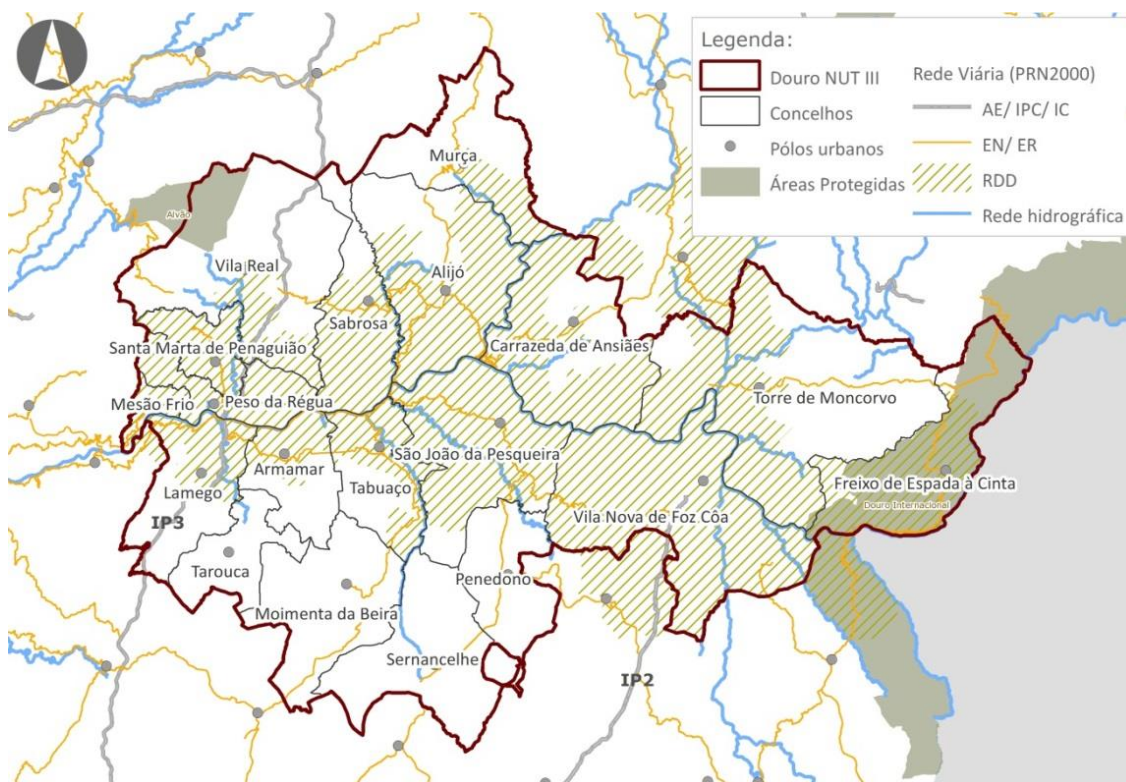 Legenda:
Douro NUT III
Concelhos
Pólos urbanos
Áreas Protegidas
Rede Viária (PRN2000)
AE/ IPC/ IC
EN/ ER
RDD
Rede hidrográfica
Murça
Alvão
Vila Real
Alijó
Sabrosa
Santa Marta de Penaguião
Carrazeda de Ansiães
Mesão Frio
Peso da Régua
Torre de Moncorvo
São João da Pesqueira
Armamar
Lamego
Tabuaço
Freixo de Espada à Cinta
Douro Internacional
IP3
Vila Nova de Foz Côa
Tarouca
Penedono
Moimenta da Beira
Sernancelhe
IP2